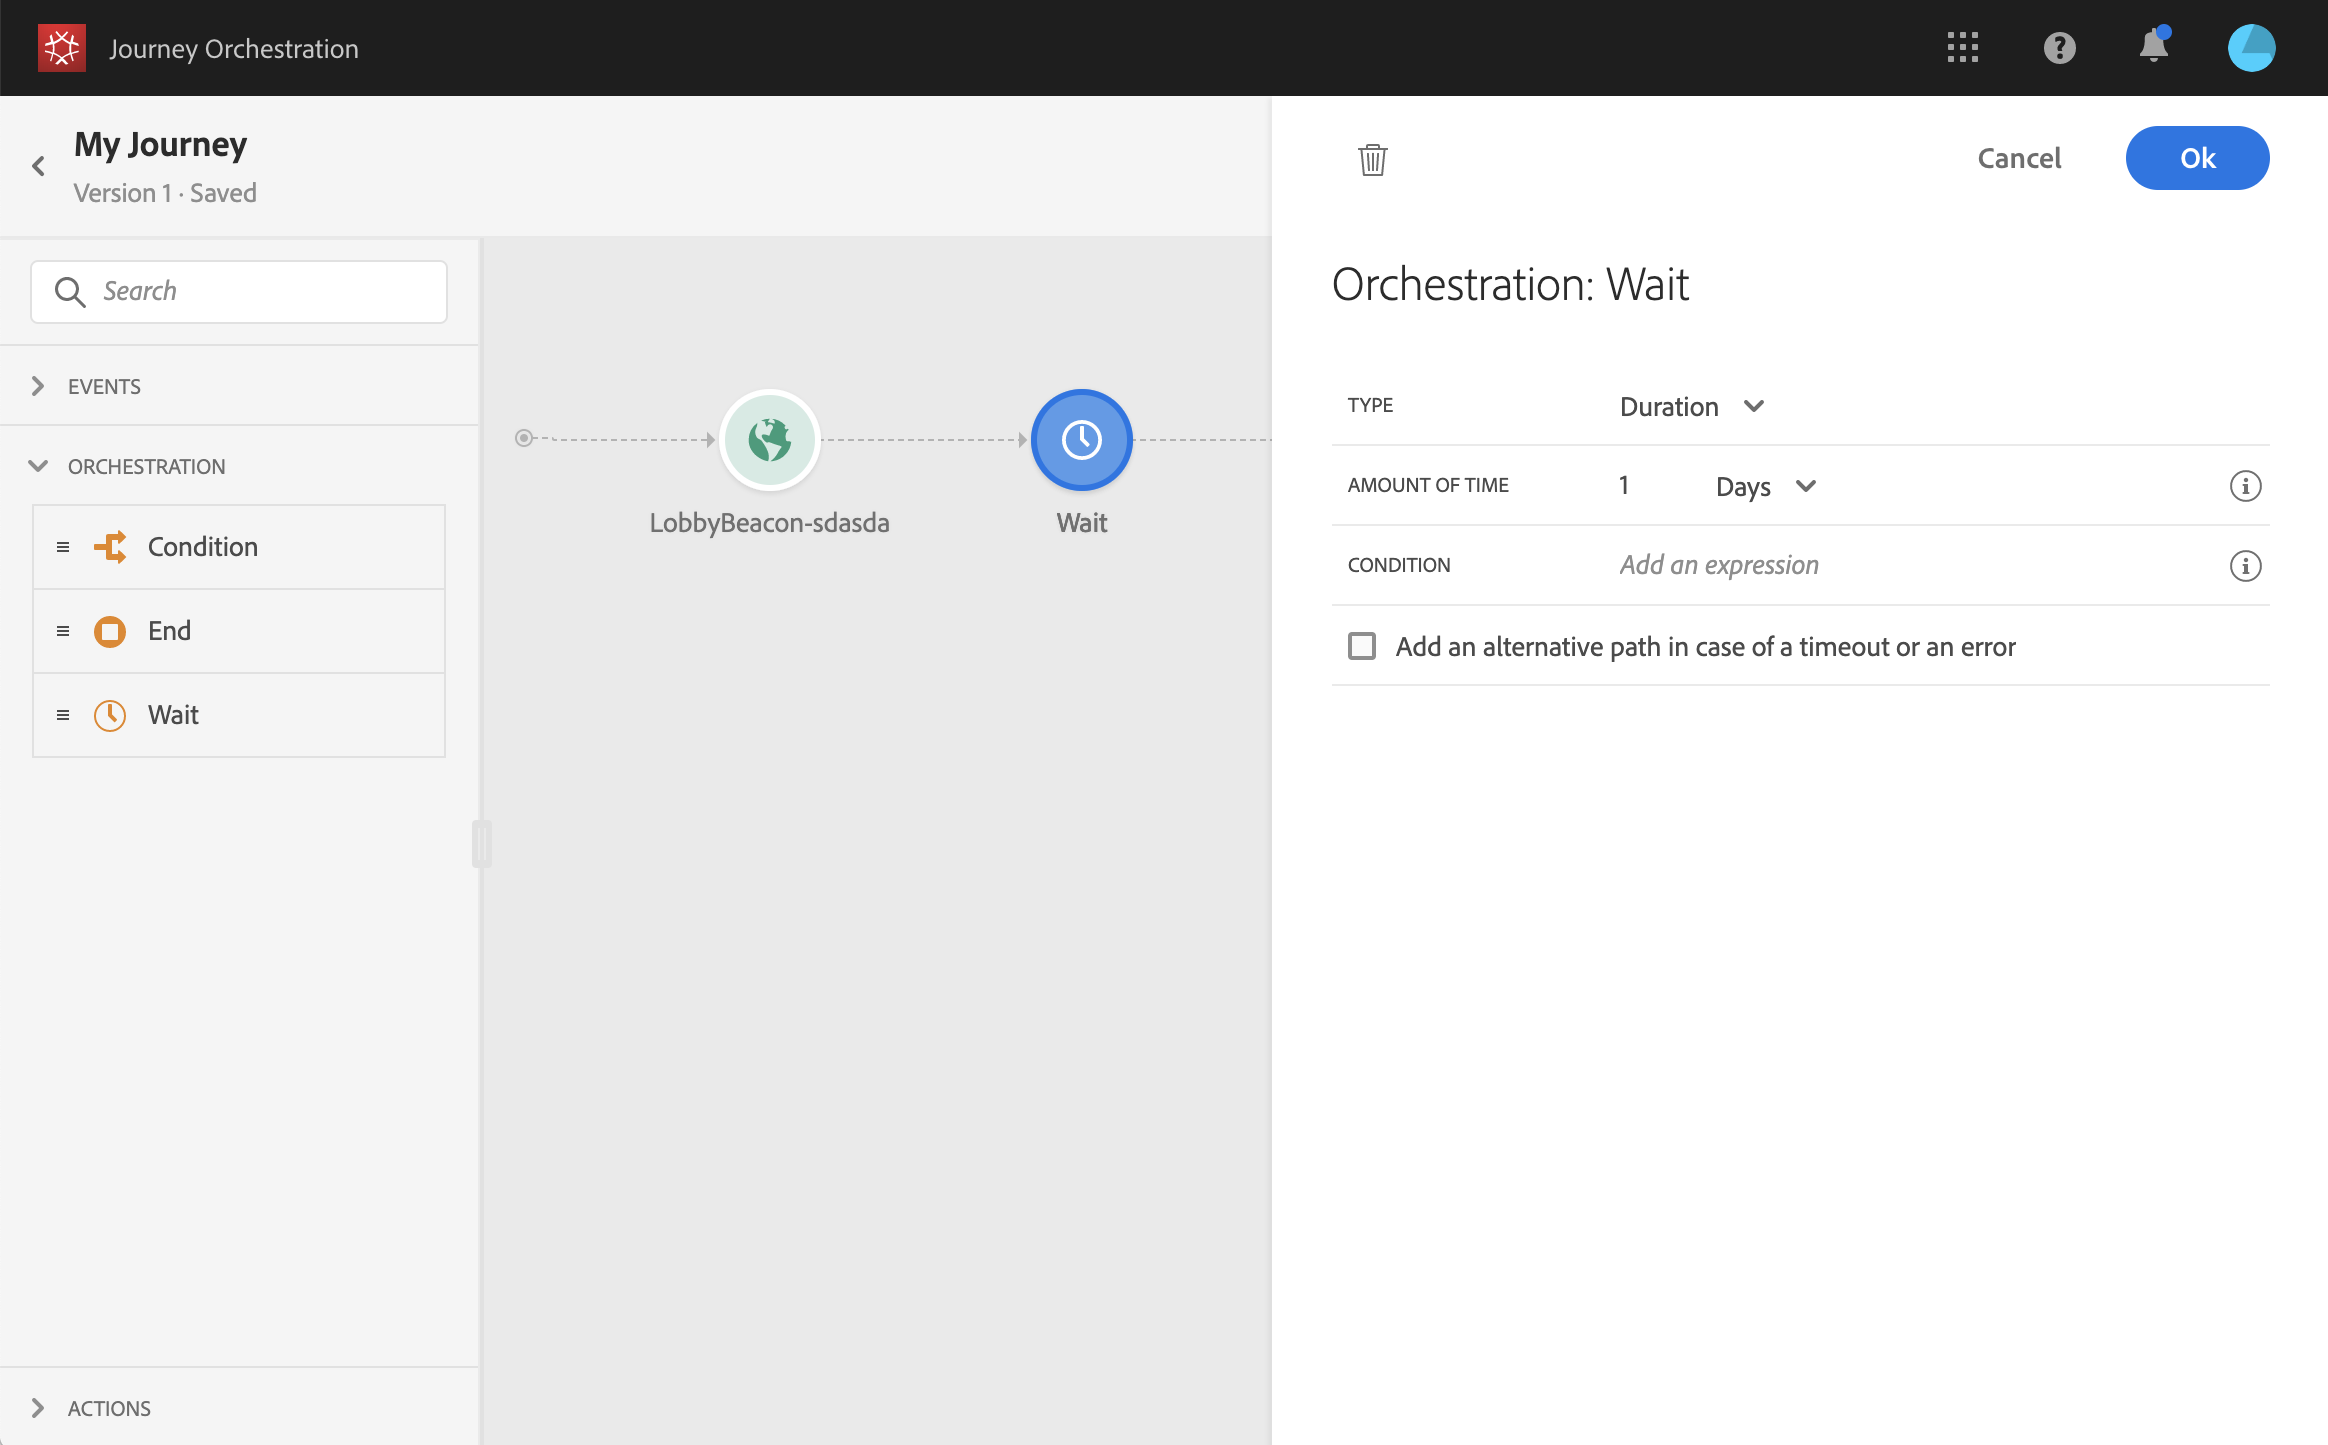 Journey Orchestration
My Journey
Version 1 · Saved
Search
EVENTS
ORCHESTRATION
Condition
End
Wait
ACTIONS
LobbyBeacon-sdasda
Wait
Cancel
Ok
Orchestration: Wait
TYPE Duration
AMOUNT OF TIME 1 Days
CONDITION Add an expression
Add an alternative path in case of a timeout or an error